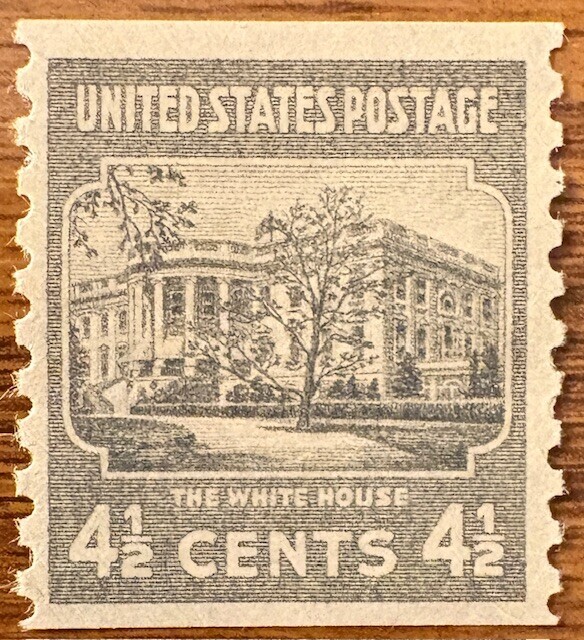 UNITED STATES POSTAGE
THE WHITE HOUSE
4½ CENTS 4½